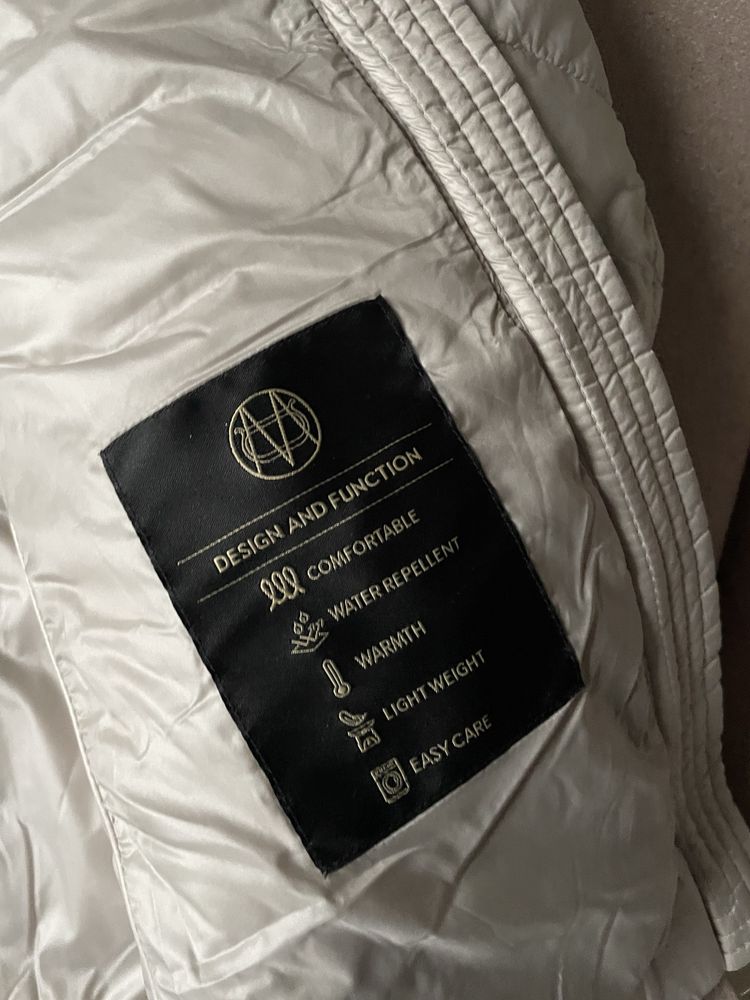 DESIGN AND FUNCTION
COMFORTABLE
WATER REPELLENT
WARMTH
LIGHT WEIGHT
EASY CARE